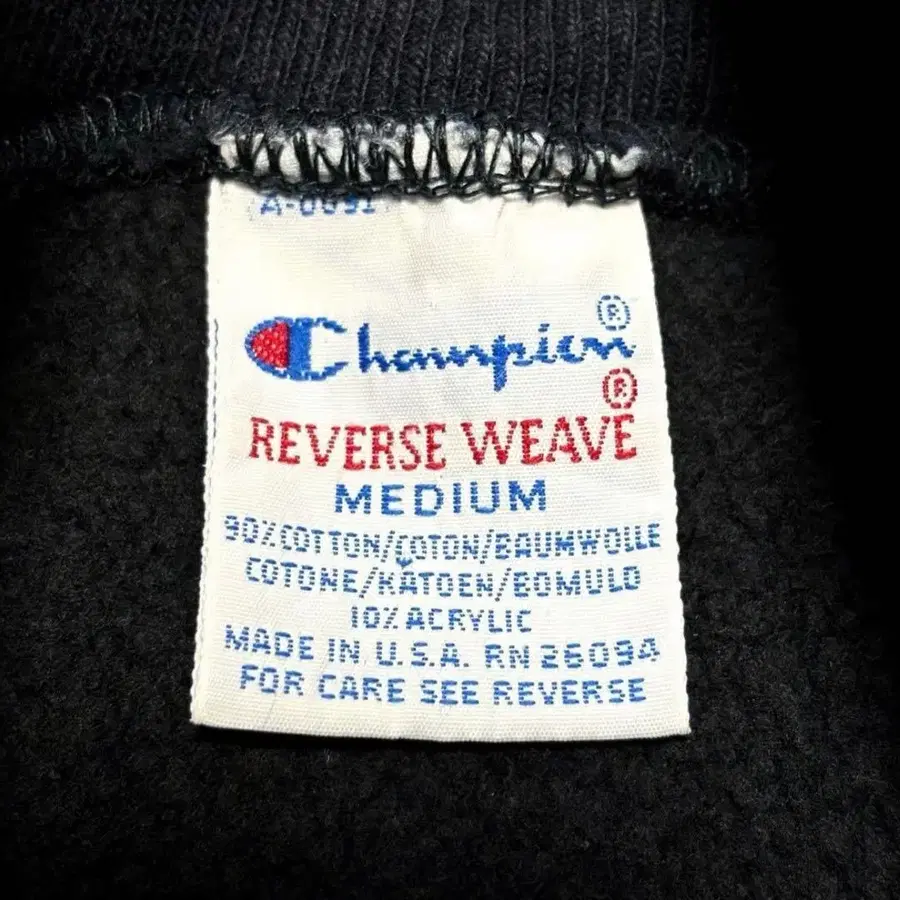 A-0091
Champion®
®
REVERSE WEAVE
MEDIUM
90% COTTON/COTON/BAUMWOLLE
COTONE/KATOEN/BOMULD
10% ACRYLIC
MADE IN U.S.A. RN 26094
FOR CARE SEE REVERSE